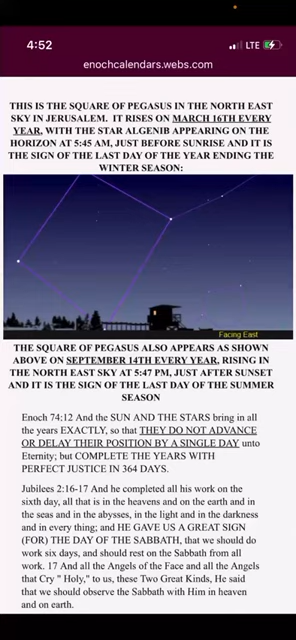 4:52
LTE
enochcalendars.webs.com
THIS IS THE SQUARE OF PEGASUS IN THE NORTH EAST
SKY IN JERUSALEM. IT RISES ON MARCH 16TH EVERY
YEAR, WITH THE STAR ALGENIB APPEARING ON THE
HORIZON AT 5:45 AM, JUST BEFORE SUNRISE AND IT IS
THE SIGN OF THE LAST DAY OF THE YEAR ENDING THE
WINTER SEASON:
Facing East
THE SQUARE OF PEGASUS ALSO APPEARS AS SHOWN
ABOVE ON SEPTEMBER 14TH EVERY YEAR, RISING IN
THE NORTH EAST SKY AT 5:47 PM, JUST AFTER SUNSET
AND IT IS THE SIGN OF THE LAST DAY OF THE SUMMER
SEASON
Enoch 74:12 And the SUN AND THE STARS bring in all
the years EXACTLY, so that THEY DO NOT ADVANCE
OR DELAY THEIR POSITION BY A SINGLE DAY unto
Eternity; but COMPLETE THE YEARS WITH
PERFECT JUSTICE IN 364 DAYS.
Jubilees 2:16-17 And he completed all his work on the
sixth day, all that is in the heavens and on the earth and in
the seas and in the abysses, in the light and in the darkness
and in every thing; and HE GAVE US A GREAT SIGN
(FOR) THE DAY OF THE SABBATH, that we should do
work six days, and should rest on the Sabbath from all
work. 17 And all the Angels of the Face and all the Angels
that Cry " Holy," to us, these Two Great Kinds, He said
that we should observe the Sabbath with Him in heaven
and on earth.